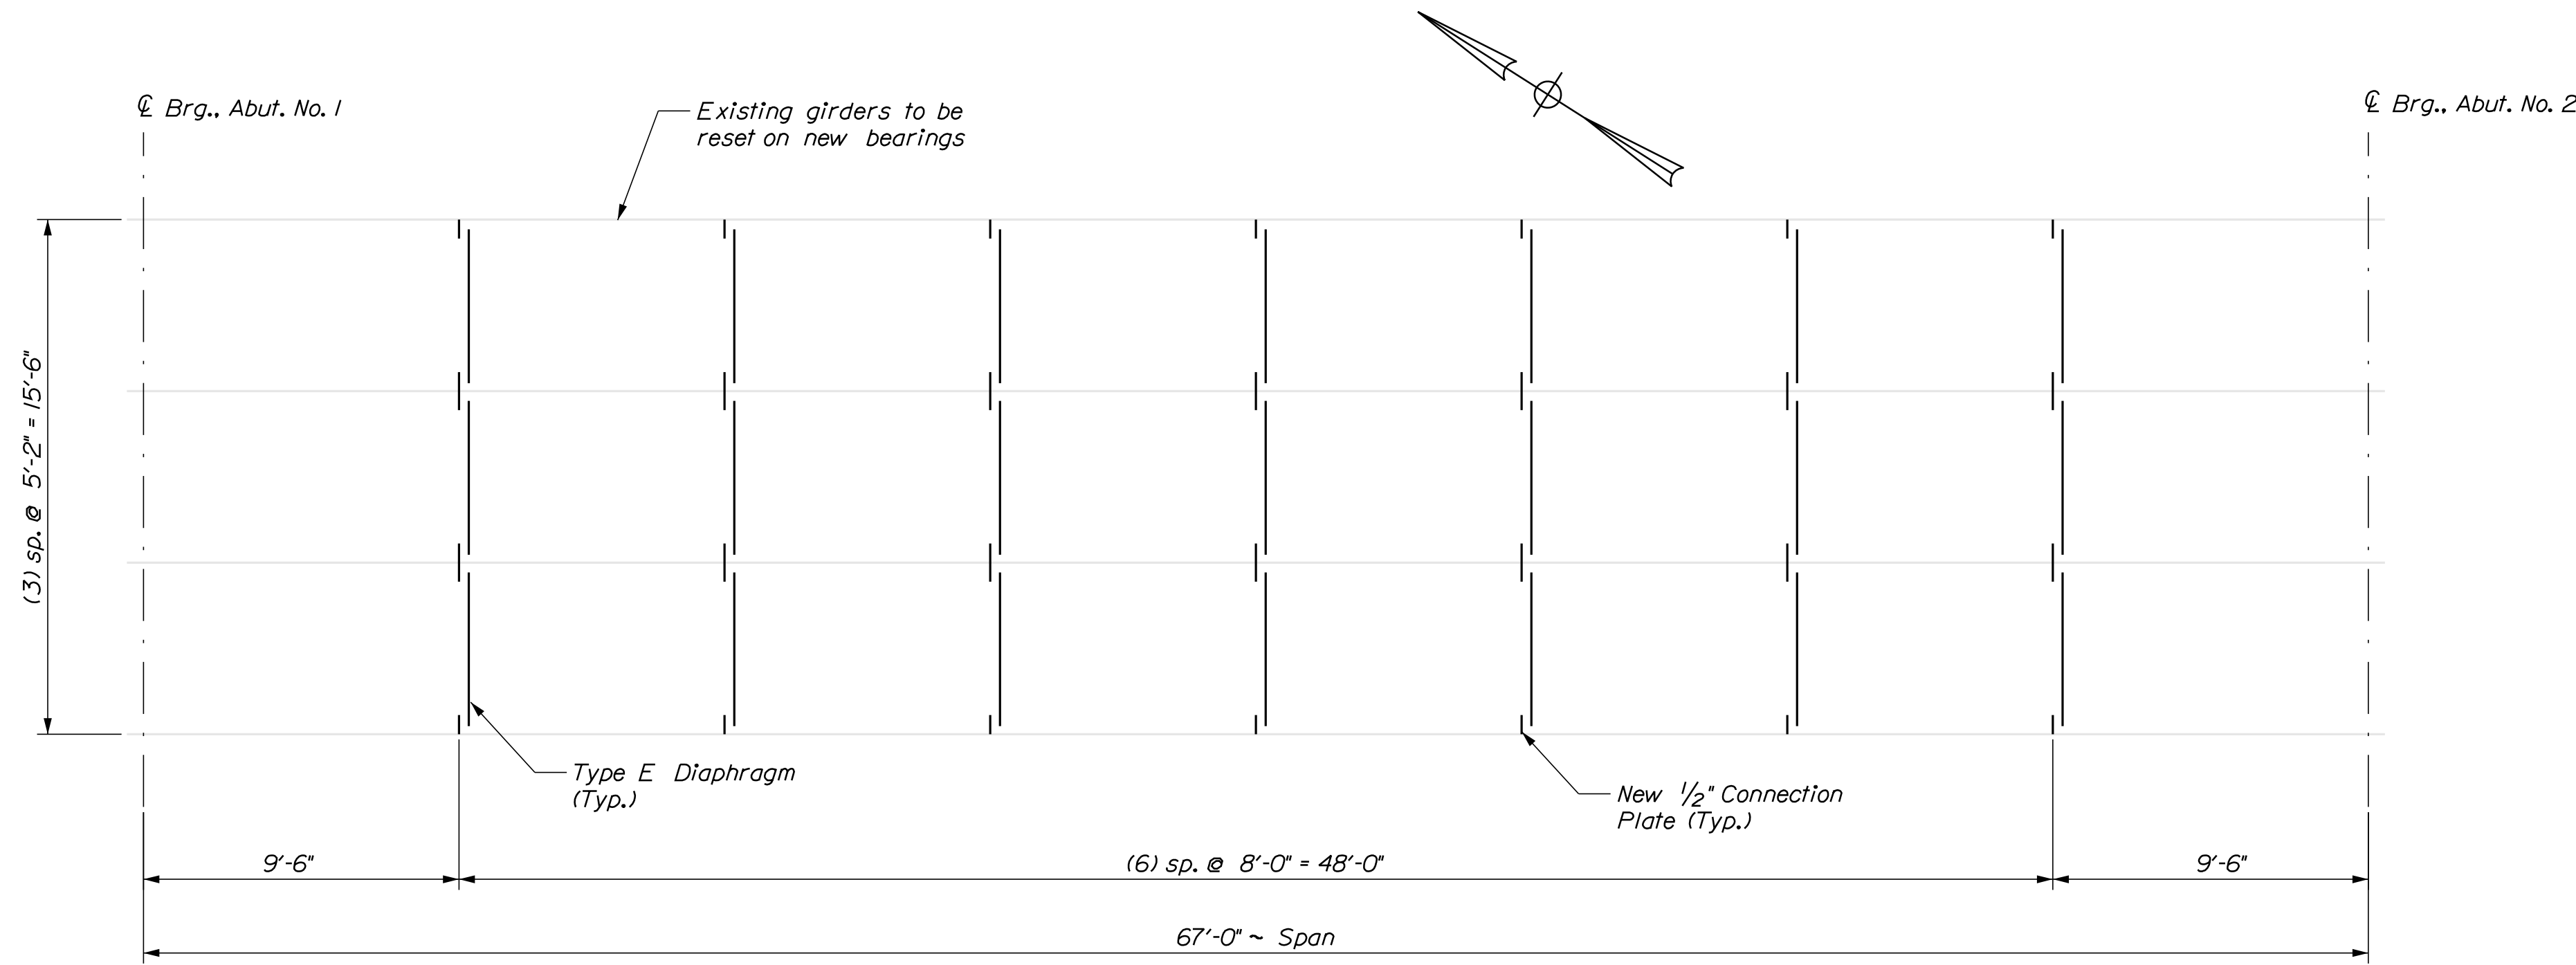 ℄ Brg., Abut. No. 1
℄ Brg., Abut. No. 2
Existing girders to be
reset on new bearings
(3) sp. @ 5'-2" = 15'-6"
Type E Diaphragm
(Typ.)
New 1/2" Connection
Plate (Typ.)
9'-6"
(6) sp. @ 8'-0" = 48'-0"
9'-6"
67'-0" ~ Span